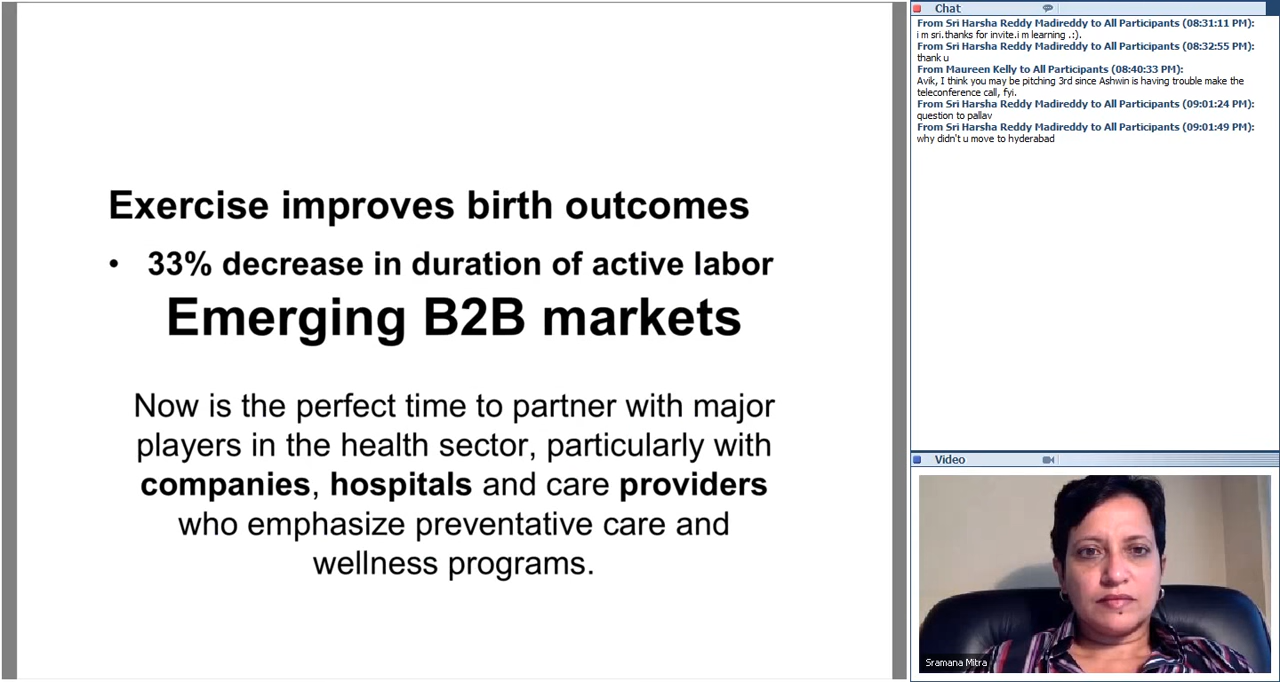 Exercise improves birth outcomes
• 33% decrease in duration of active labor
Emerging B2B markets
Now is the perfect time to partner with major
players in the health sector, particularly with
companies, hospitals and care providers
who emphasize preventative care and
wellness programs.
Chat
From Sri Harsha Reddy Madireddy to All Participants (08:31:11 PM):
i m sri.thanks for invite.i m learning .:).
From Sri Harsha Reddy Madireddy to All Participants (08:32:55 PM):
thank u
From Maureen Kelly to All Participants (08:40:33 PM):
Avik, I think you may be pitching 3rd since Ashwin is having trouble make the
teleconference call, fyi.
From Sri Harsha Reddy Madireddy to All Participants (09:01:24 PM):
question to pallav
From Sri Harsha Reddy Madireddy to All Participants (09:01:49 PM):
why didn't u move to hyderabad
Video
Sramana Mitra